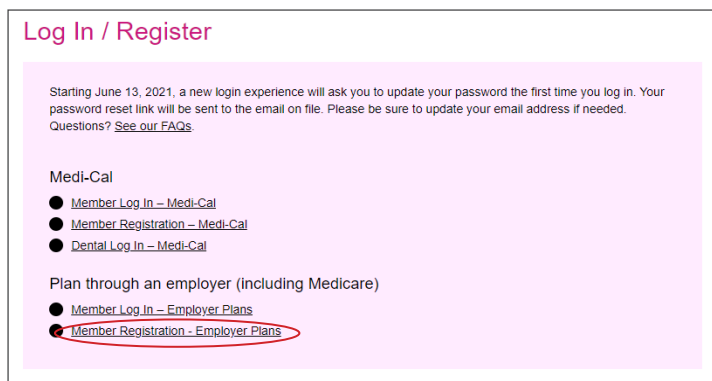 Log In / Register
Starting June 13, 2021, a new login experience will ask you to update your password the first time you log in. Your
password reset link will be sent to the email on file. Please be sure to update your email address if needed.
Questions? See our FAQs.
Medi-Cal
Member Log In – Medi-Cal
Member Registration – Medi-Cal
Dental Log In – Medi-Cal
Plan through an employer (including Medicare)
Member Log In – Employer Plans
Member Registration - Employer Plans